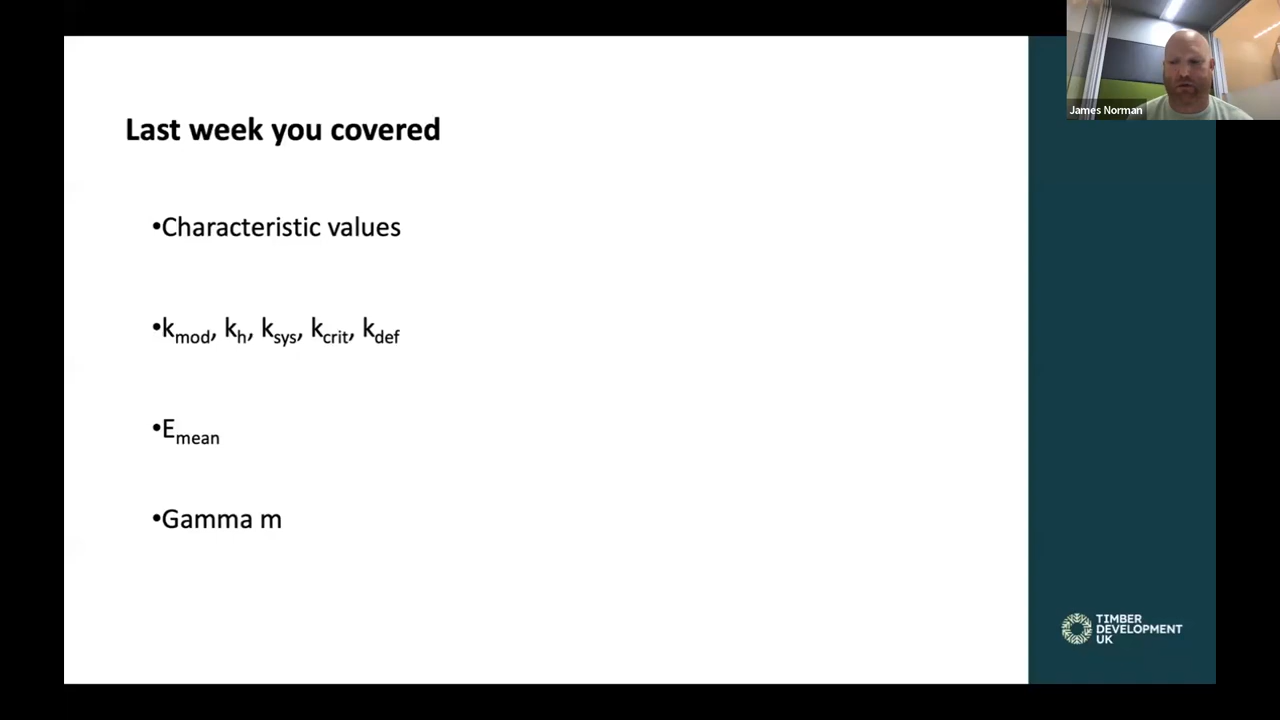 James Norman
Last week you covered
•Characteristic values
•kmod, kh, ksys, kcrit, kdef
•Emean
•Gamma m
TIMBER
DEVELOPMENT
UK